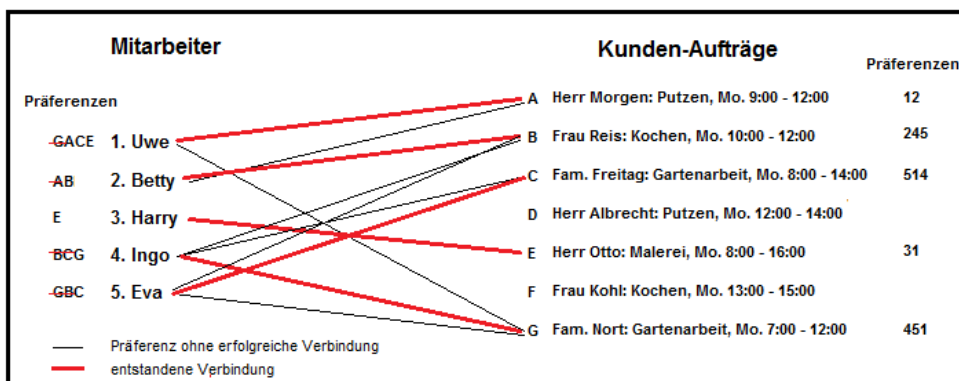 Mitarbeiter
Kunden-Aufträge
Präferenzen
Präferenzen
GACE 1. Uwe
A Herr Morgen: Putzen, Mo. 9:00 - 12:00 12
AB 2. Betty
B Frau Reis: Kochen, Mo. 10:00 - 12:00 245
E 3. Harry
C Fam. Freitag: Gartenarbeit, Mo. 8:00 - 14:00 514
BCG 4. Ingo
D Herr Albrecht: Putzen, Mo. 12:00 - 14:00
GBC 5. Eva
E Herr Otto: Malerei, Mo. 8:00 - 16:00 31
F Frau Kohl: Kochen, Mo. 13:00 - 15:00
G Fam. Nort: Gartenarbeit, Mo. 7:00 - 12:00 451
Präferenz ohne erfolgreiche Verbindung
entstandene Verbindung